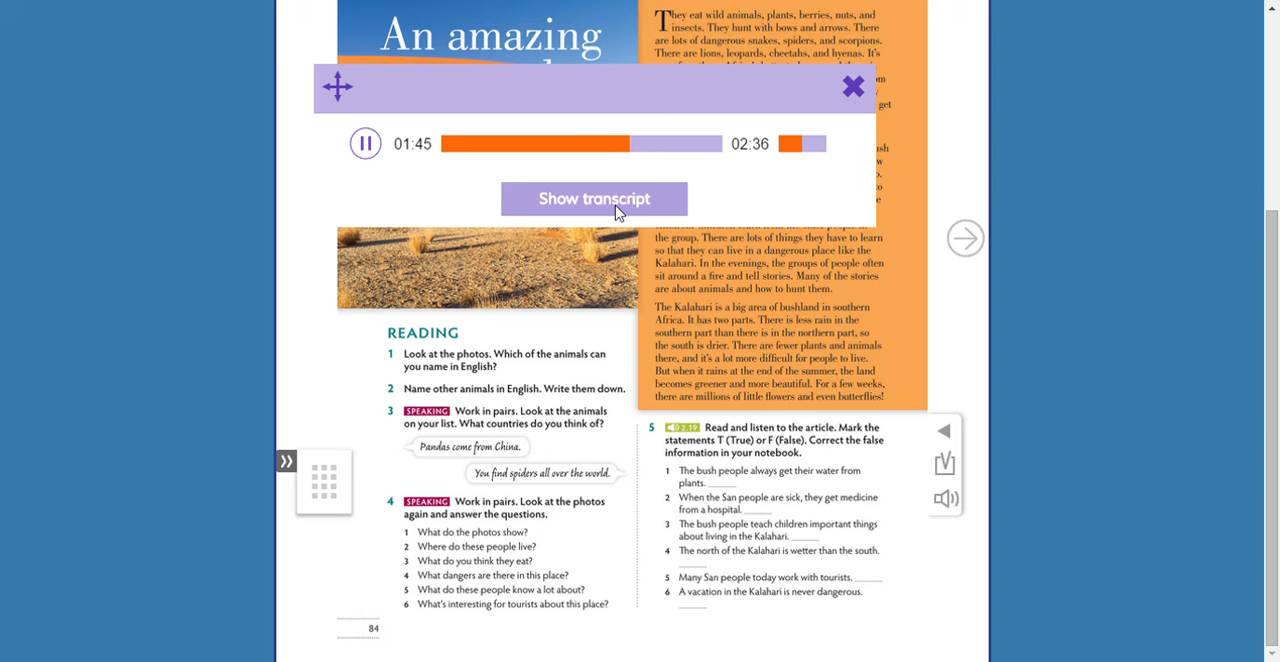 An amazing
They eat wild animals, plants, berries, nuts, and
insects. They hunt with bows and arrows. There
are lots of dangerous snakes, spiders, and scorpions.
There are lions, leopards, cheetahs, and hyenas. It's
get
01:45
02:36
Show transcript
the group. There are lots of things they have to learn
so that they can live in a dangerous place like the
Kalahari. In the evenings, the groups of people often
sit around a fire and tell stories. Many of the stories
are about animals and how to hunt them.
The Kalahari is a big area of bushland in southern
Africa. It has two parts. There is less rain in the
southern part than there is in the northern part, so
the south is drier. There are fewer plants and animals
there, and it's a lot more difficult for people to live.
But when it rains at the end of the summer, the land
becomes greener and more beautiful. For a few weeks,
there are millions of little flowers and even butterflies!
READING
1 Look at the photos. Which of the animals can
you name in English?
2 Name other animals in English. Write them down.
3 SPEAKING Work in pairs. Look at the animals
on your list. What countries do you think of?
Pandas come from China.
You find spiders all over the world.
4 SPEAKING Work in pairs. Look at the photos
again and answer the questions.
1 What do the photos show?
2 Where do these people live?
3 What do you think they eat?
4 What dangers are there in this place?
5 What do these people know a lot about?
6 What's interesting for tourists about this place?
84
5 2.19 Read and listen to the article. Mark the
statements T (True) or F (False). Correct the false
information in your notebook.
1 The bush people always get their water from
plants. _____
2 When the San people are sick, they get medicine
from a hospital. _____
3 The bush people teach children important things
about living in the Kalahari. _____
4 The north of the Kalahari is wetter than the south.
_____
5 Many San people today work with tourists. _____
6 A vacation in the Kalahari is never dangerous.
_____